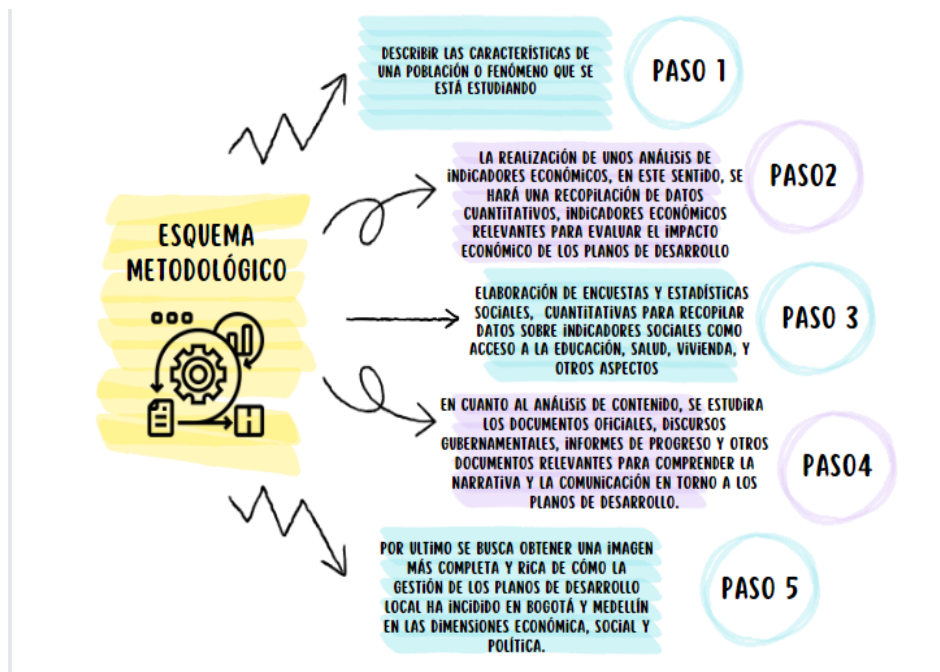 DESCRIBIR LAS CARACTERÍSTICAS DE
UNA POBLACIÓN O FENÓMENO QUE SE
ESTÁ ESTUDIANDO
PASO 1
LA REALIZACIÓN DE UNOS ANÁLISIS DE
INDICADORES ECONÓMICOS, EN ESTE SENTIDO, SE
HARÁ UNA RECOPILACIÓN DE DATOS
CUANTITATIVOS, INDICADORES ECONÓMICOS
RELEVANTES PARA EVALUAR EL IMPACTO
ECONÓMICO DE LOS PLANOS DE DESARROLLO
PASO2
ESQUEMA
METODOLÓGICO
ELABORACIÓN DE ENCUESTAS Y ESTADÍSTICAS
SOCIALES, CUANTITATIVAS PARA RECOPILAR
DATOS SOBRE INDICADORES SOCIALES COMO
ACCESO A LA EDUCACIÓN, SALUD, VIVIENDA, Y
OTROS ASPECTOS
PASO 3
EN CUANTO AL ANÁLISIS DE CONTENIDO, SE ESTUDIRA
LOS DOCUMENTOS OFICIALES, DISCURSOS
GUBERNAMENTALES, INFORMES DE PROGRESO Y OTROS
DOCUMENTOS RELEVANTES PARA COMPRENDER LA
NARRATIVA Y LA COMUNICACIÓN EN TORNO A LOS
PLANOS DE DESARROLLO.
PASO4
POR ULTIMO SE BUSCA OBTENER UNA IMAGEN
MÁS COMPLETA Y RICA DE CÓMO LA
GESTIÓN DE LOS PLANOS DE DESARROLLO
LOCAL HA INCIDIDO EN BOGOTÁ Y MEDELLÍN
EN LAS DIMENSIONES ECONÓMICA, SOCIAL Y
POLÍTICA.
PASO 5